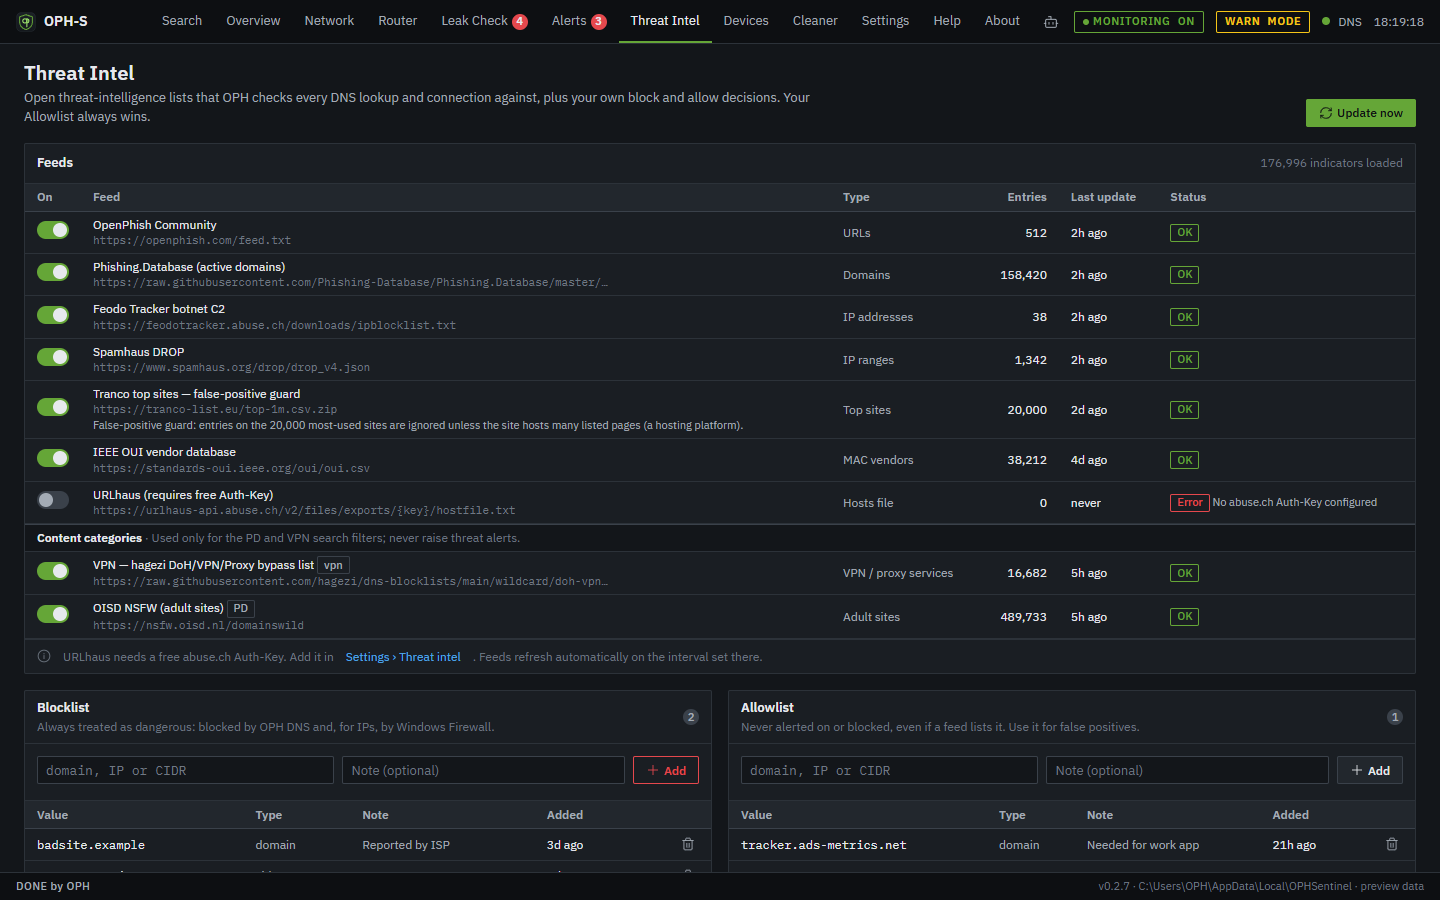 OPH-S Search Overview Network Router Leak Check 4 Alerts 3 Threat Intel Devices Cleaner Settings Help About MONITORING ON WARN MODE DNS 18:19:18
Threat Intel
Open threat-intelligence lists that OPH checks every DNS lookup and connection against, plus your own block and allow decisions. Your
Allowlist always wins.
Update now
Feeds 176,996 indicators loaded
On Feed Type Entries Last update Status
OpenPhish Community
https://openphish.com/feed.txt
URLs 512 2h ago OK
Phishing.Database (active domains)
https://raw.githubusercontent.com/Phishing-Database/Phishing.Database/master/…
Domains 158,420 2h ago OK
Feodo Tracker botnet C2
https://feodotracker.abuse.ch/downloads/ipblocklist.txt
IP addresses 38 2h ago OK
Spamhaus DROP
https://www.spamhaus.org/drop/drop_v4.json
IP ranges 1,342 2h ago OK
Tranco top sites — false-positive guard
https://tranco-list.eu/top-1m.csv.zip
False-positive guard: entries on the 20,000 most-used sites are ignored unless the site hosts many listed pages (a hosting platform).
Top sites 20,000 2d ago OK
IEEE OUI vendor database
https://standards-oui.ieee.org/oui/oui.csv
MAC vendors 38,212 4d ago OK
URLhaus (requires free Auth-Key)
https://urlhaus-api.abuse.ch/v2/files/exports/{key}/hostfile.txt
Hosts file 0 never Error No abuse.ch Auth-Key configured
Content categories · Used only for the PD and VPN search filters; never raise threat alerts.
VPN — hagezi DoH/VPN/Proxy bypass list vpn
https://raw.githubusercontent.com/hagezi/dns-blocklists/main/wildcard/doh-vpn…
VPN / proxy services 16,682 5h ago OK
OISD NSFW (adult sites) PD
https://nsfw.oisd.nl/domainswild
Adult sites 489,733 5h ago OK
URLhaus needs a free abuse.ch Auth-Key. Add it in Settings › Threat intel . Feeds refresh automatically on the interval set there.
Blocklist
Always treated as dangerous: blocked by OPH DNS and, for IPs, by Windows Firewall.
2
domain, IP or CIDR Note (optional) + Add
Value Type Note Added
badsite.example domain Reported by ISP 3d ago
Allowlist
Never alerted on or blocked, even if a feed lists it. Use it for false positives.
1
domain, IP or CIDR Note (optional) + Add
Value Type Note Added
tracker.ads-metrics.net domain Needed for work app 21h ago
DONE by OPH v0.2.7 · C:\Users\OPH\AppData\Local\OPHSentinel · preview data